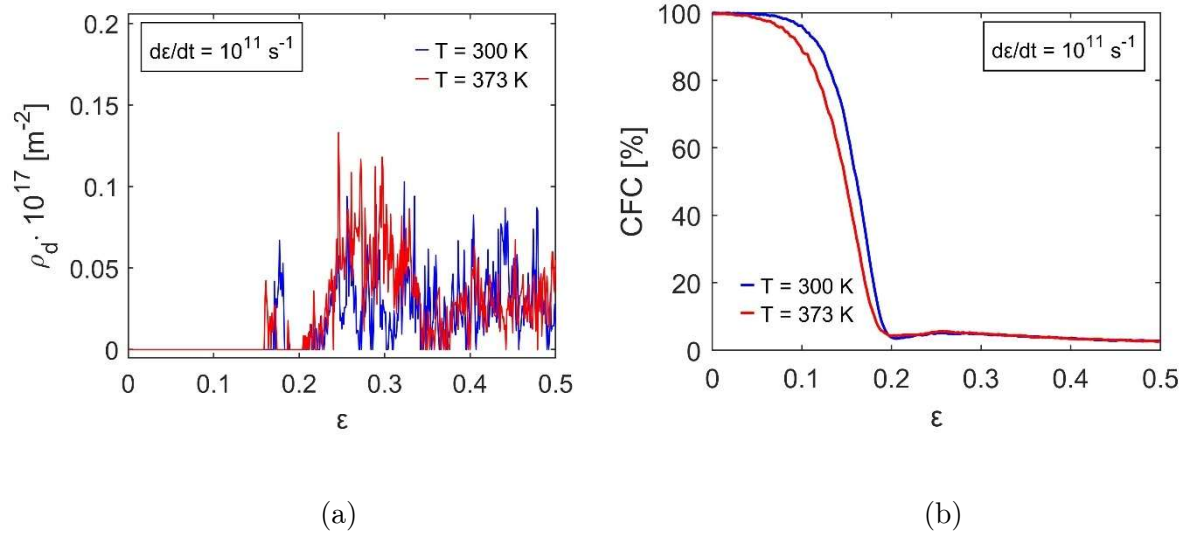 dε/dt = 10¹¹ s⁻¹
T = 300 K
T = 373 K
ρd· 10¹⁷ [m⁻²]
0.2
0.15
0.1
0.05
0
0 0.1 0.2 0.3 0.4 0.5
ε
(a)
dε/dt = 10¹¹ s⁻¹
CFC [%]
100
80
60
40
20
0
T = 300 K
T = 373 K
0 0.1 0.2 0.3 0.4 0.5
ε
(b)